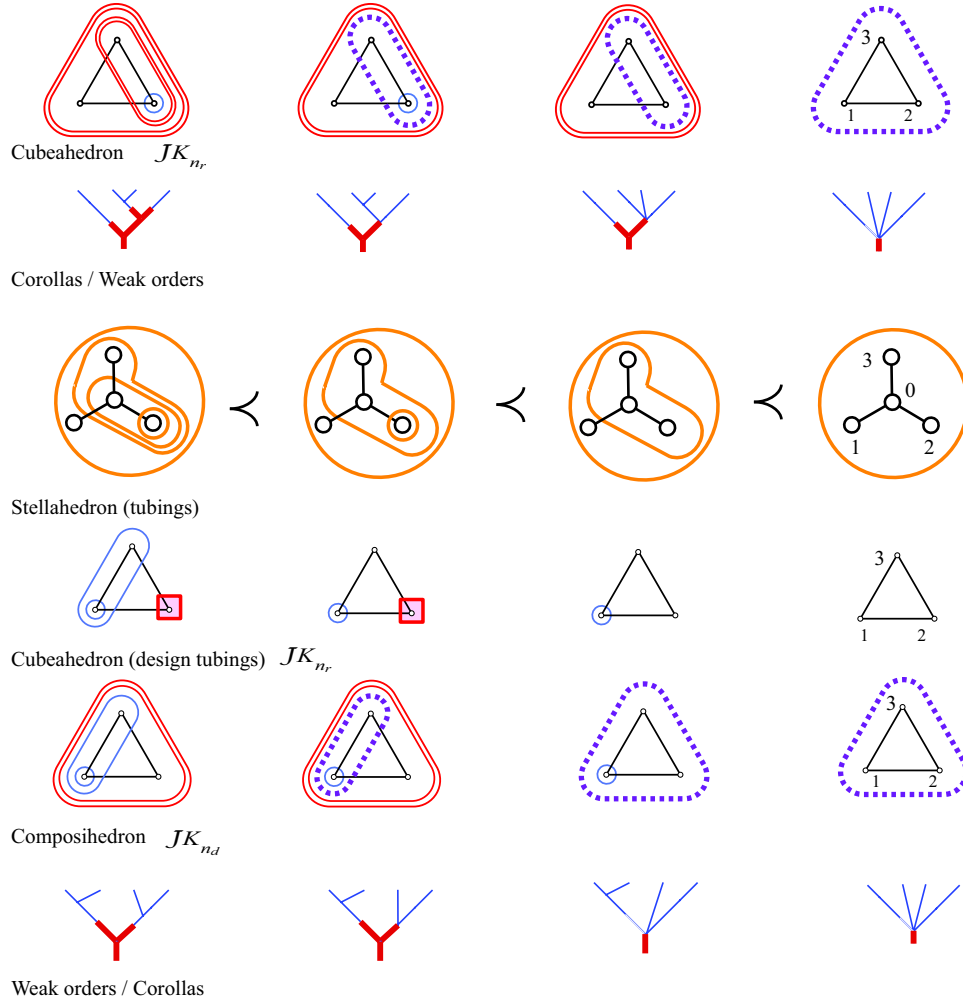 3
1 2
Cubeahedron JK_{n_r}
Corollas / Weak orders
≺ ≺ ≺
3
0
1 2
Stellahedron (tubings)
3
1 2
Cubeahedron (design tubings) JK_{n_r}
3
1 2
Composihedron JK_{n_d}
Weak orders / Corollas